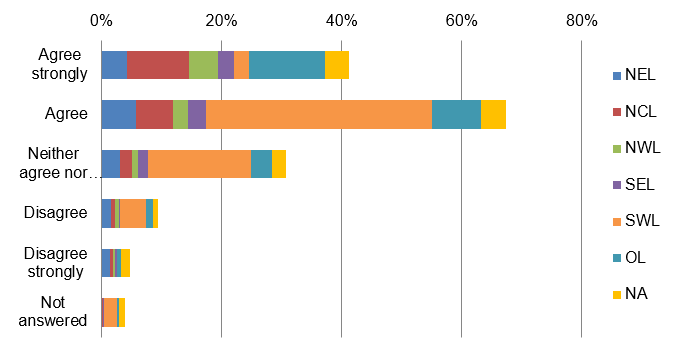 0% 20% 40% 60% 80%
Agree
strongly
Agree
Neither
agree nor …
Disagree
Disagree
strongly
Not
answered
NEL
NCL
NWL
SEL
SWL
OL
NA